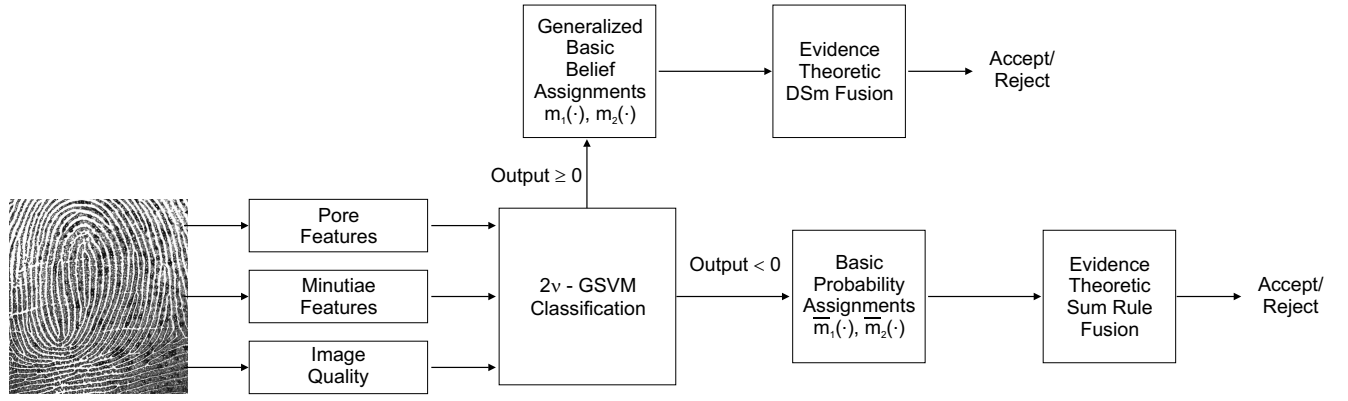 Generalized
Basic
Belief
Assignments
m₁(·), m₂(·)
Evidence
Theoretic
DSm Fusion
Accept/
Reject
Output ≥ 0
Pore
Features
Minutiae
Features
Image
Quality
2ν - GSVM
Classification
Output < 0
Basic
Probability
Assignments
m̅₁(·), m̅₂(·)
Evidence
Theoretic
Sum Rule
Fusion
Accept/
Reject